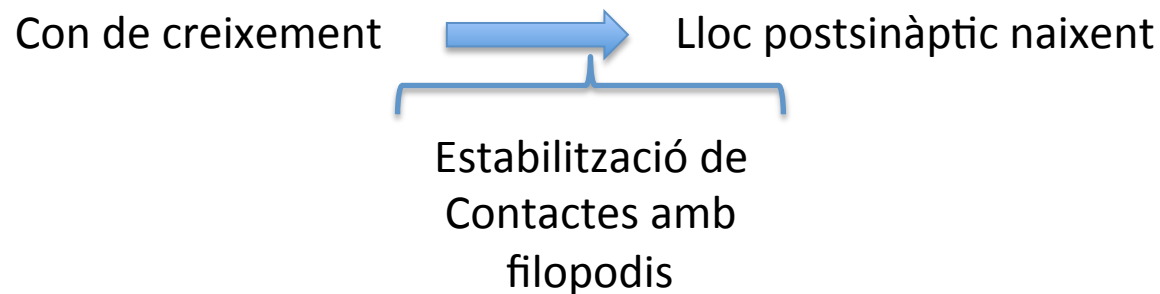 Con de creixement
Lloc postsinàptic naixent
Estabilització de
Contactes amb
filopodis